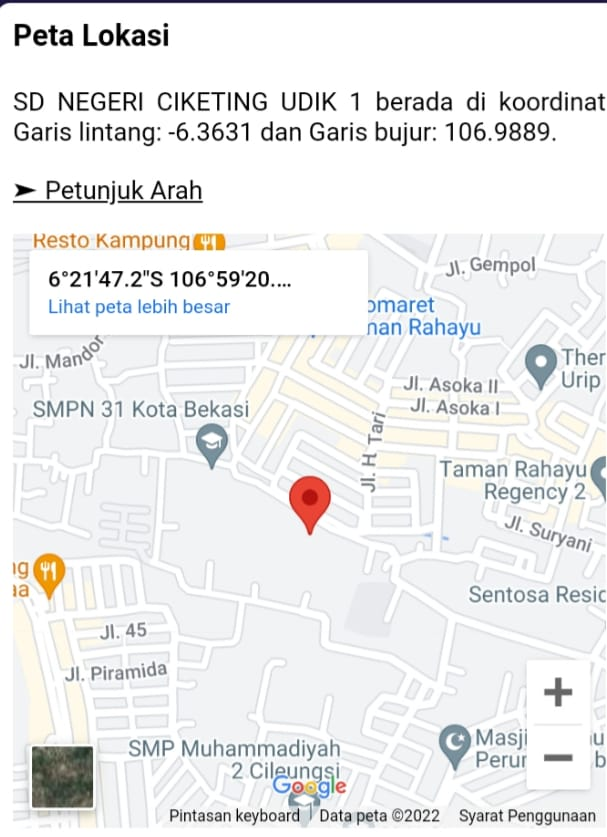 Peta Lokasi
SD NEGERI CIKETING UDIK 1 berada di koordinat
Garis lintang: -6.3631 dan Garis bujur: 106.9889.
➤ Petunjuk Arah
Resto Kampung
6°21'47.2"S 106°59'20....
Lihat peta lebih besar
Jl. Gempol
omaret
nan Rahayu
Jl. Mandor
Ther
Urip
Jl. Asoka II
Jl. Asoka I
SMPN 31 Kota Bekasi
Jl. H. Tari
Taman Rahayu
Regency 2
Jl. Suryani
ng
aa
Sentosa Resid
Jl. 45
Jl. Piramida
SMP Muhammadiyah
2 Cileungsi
Masji
Perur
u
b
+
−
Google
Pintasan keyboard
Data peta ©2022
Syarat Penggunaan